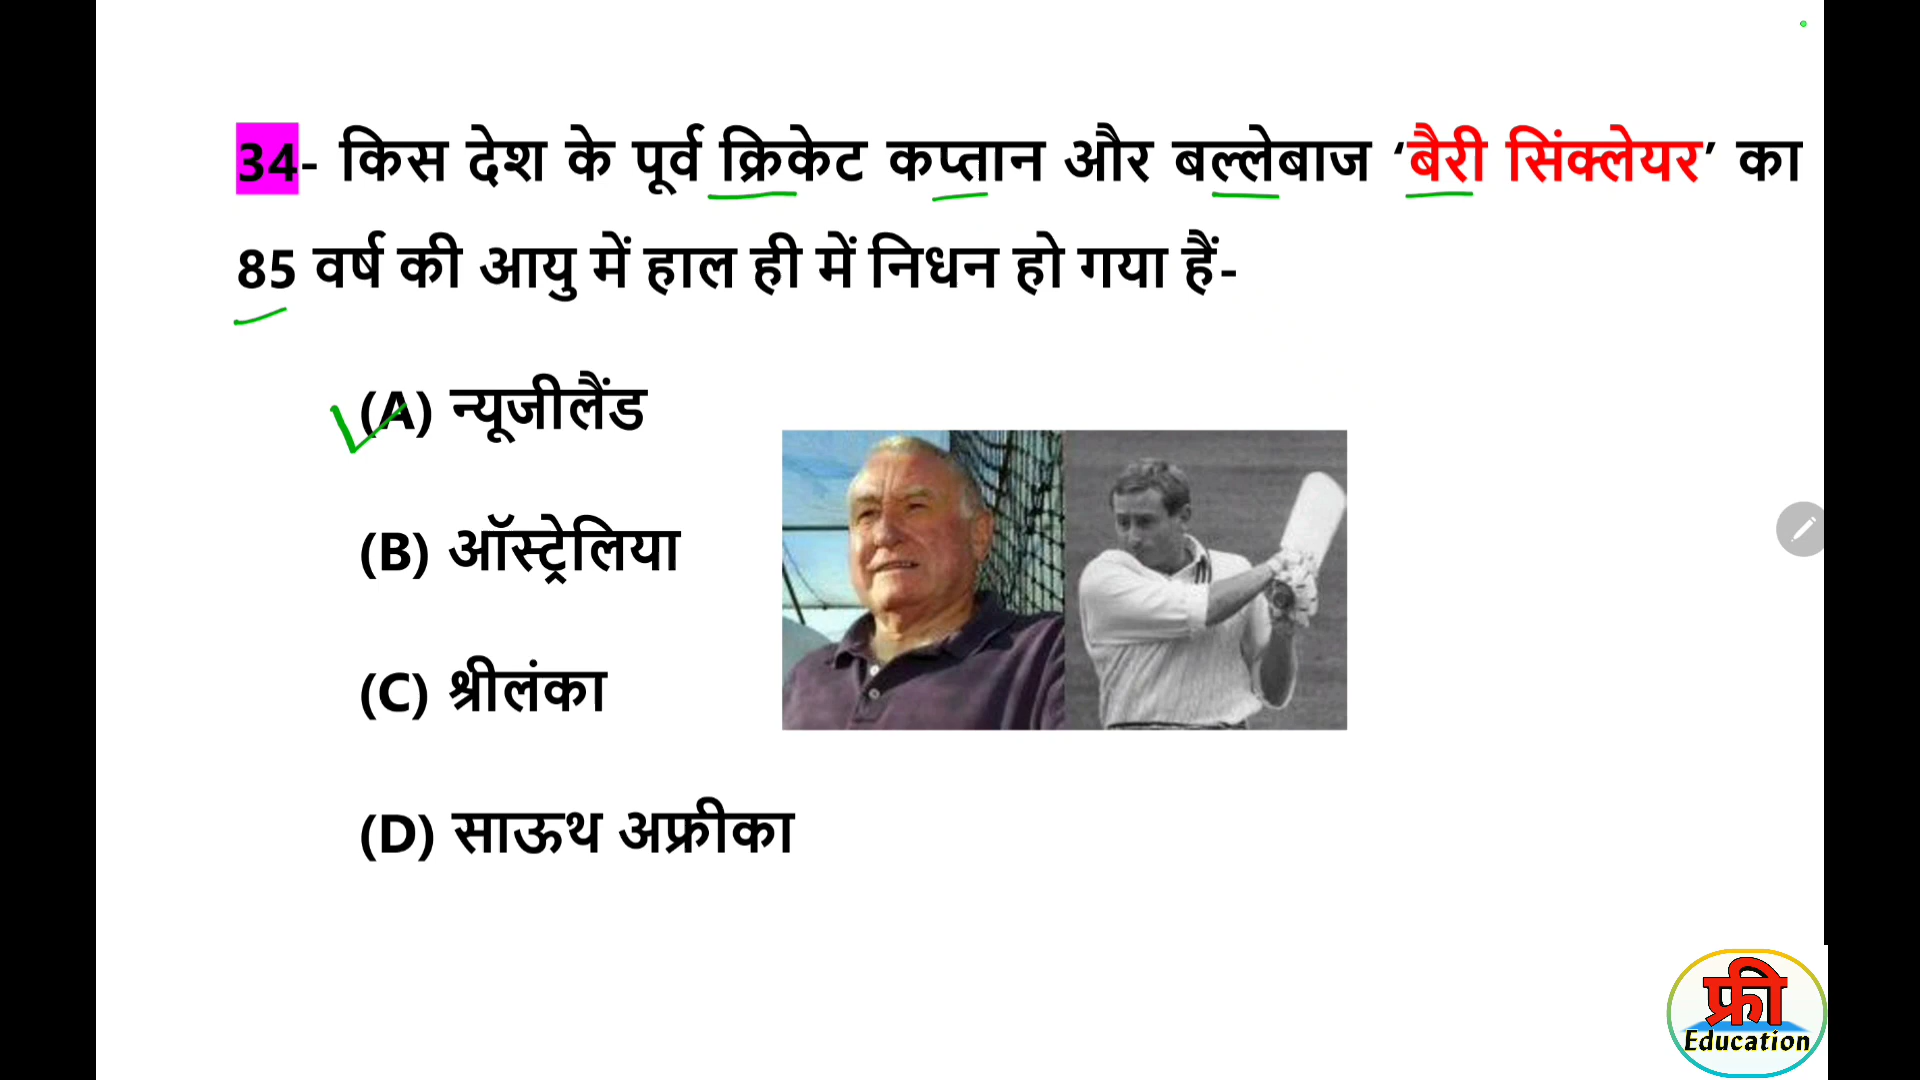 34- किस देश के पूर्व क्रिकेट कप्तान और बल्लेबाज ‘बैरी सिंक्लेयर’ का
85 वर्ष की आयु में हाल ही में निधन हो गया हैं-
(A) न्यूजीलैंड
(B) ऑस्ट्रेलिया
(C) श्रीलंका
(D) साऊथ अफ्रीका
फ्री
Education